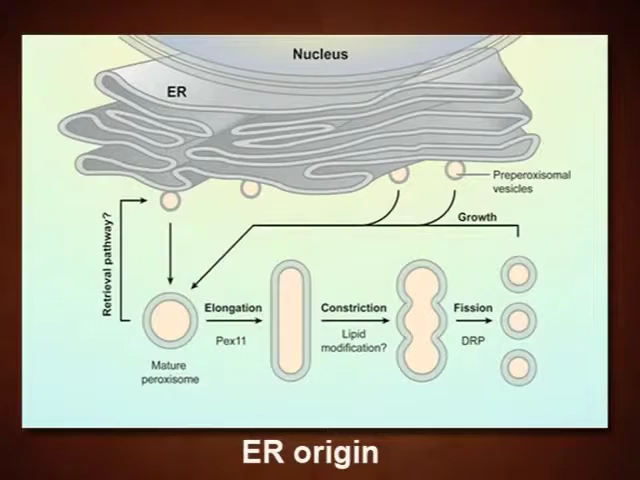 Nucleus
ER
Preperoxisomal
vesicles
Retrieval pathway?
Growth
Elongation
Pex11
Constriction
Lipid
modification?
Fission
DRP
Mature
peroxisome
ER origin